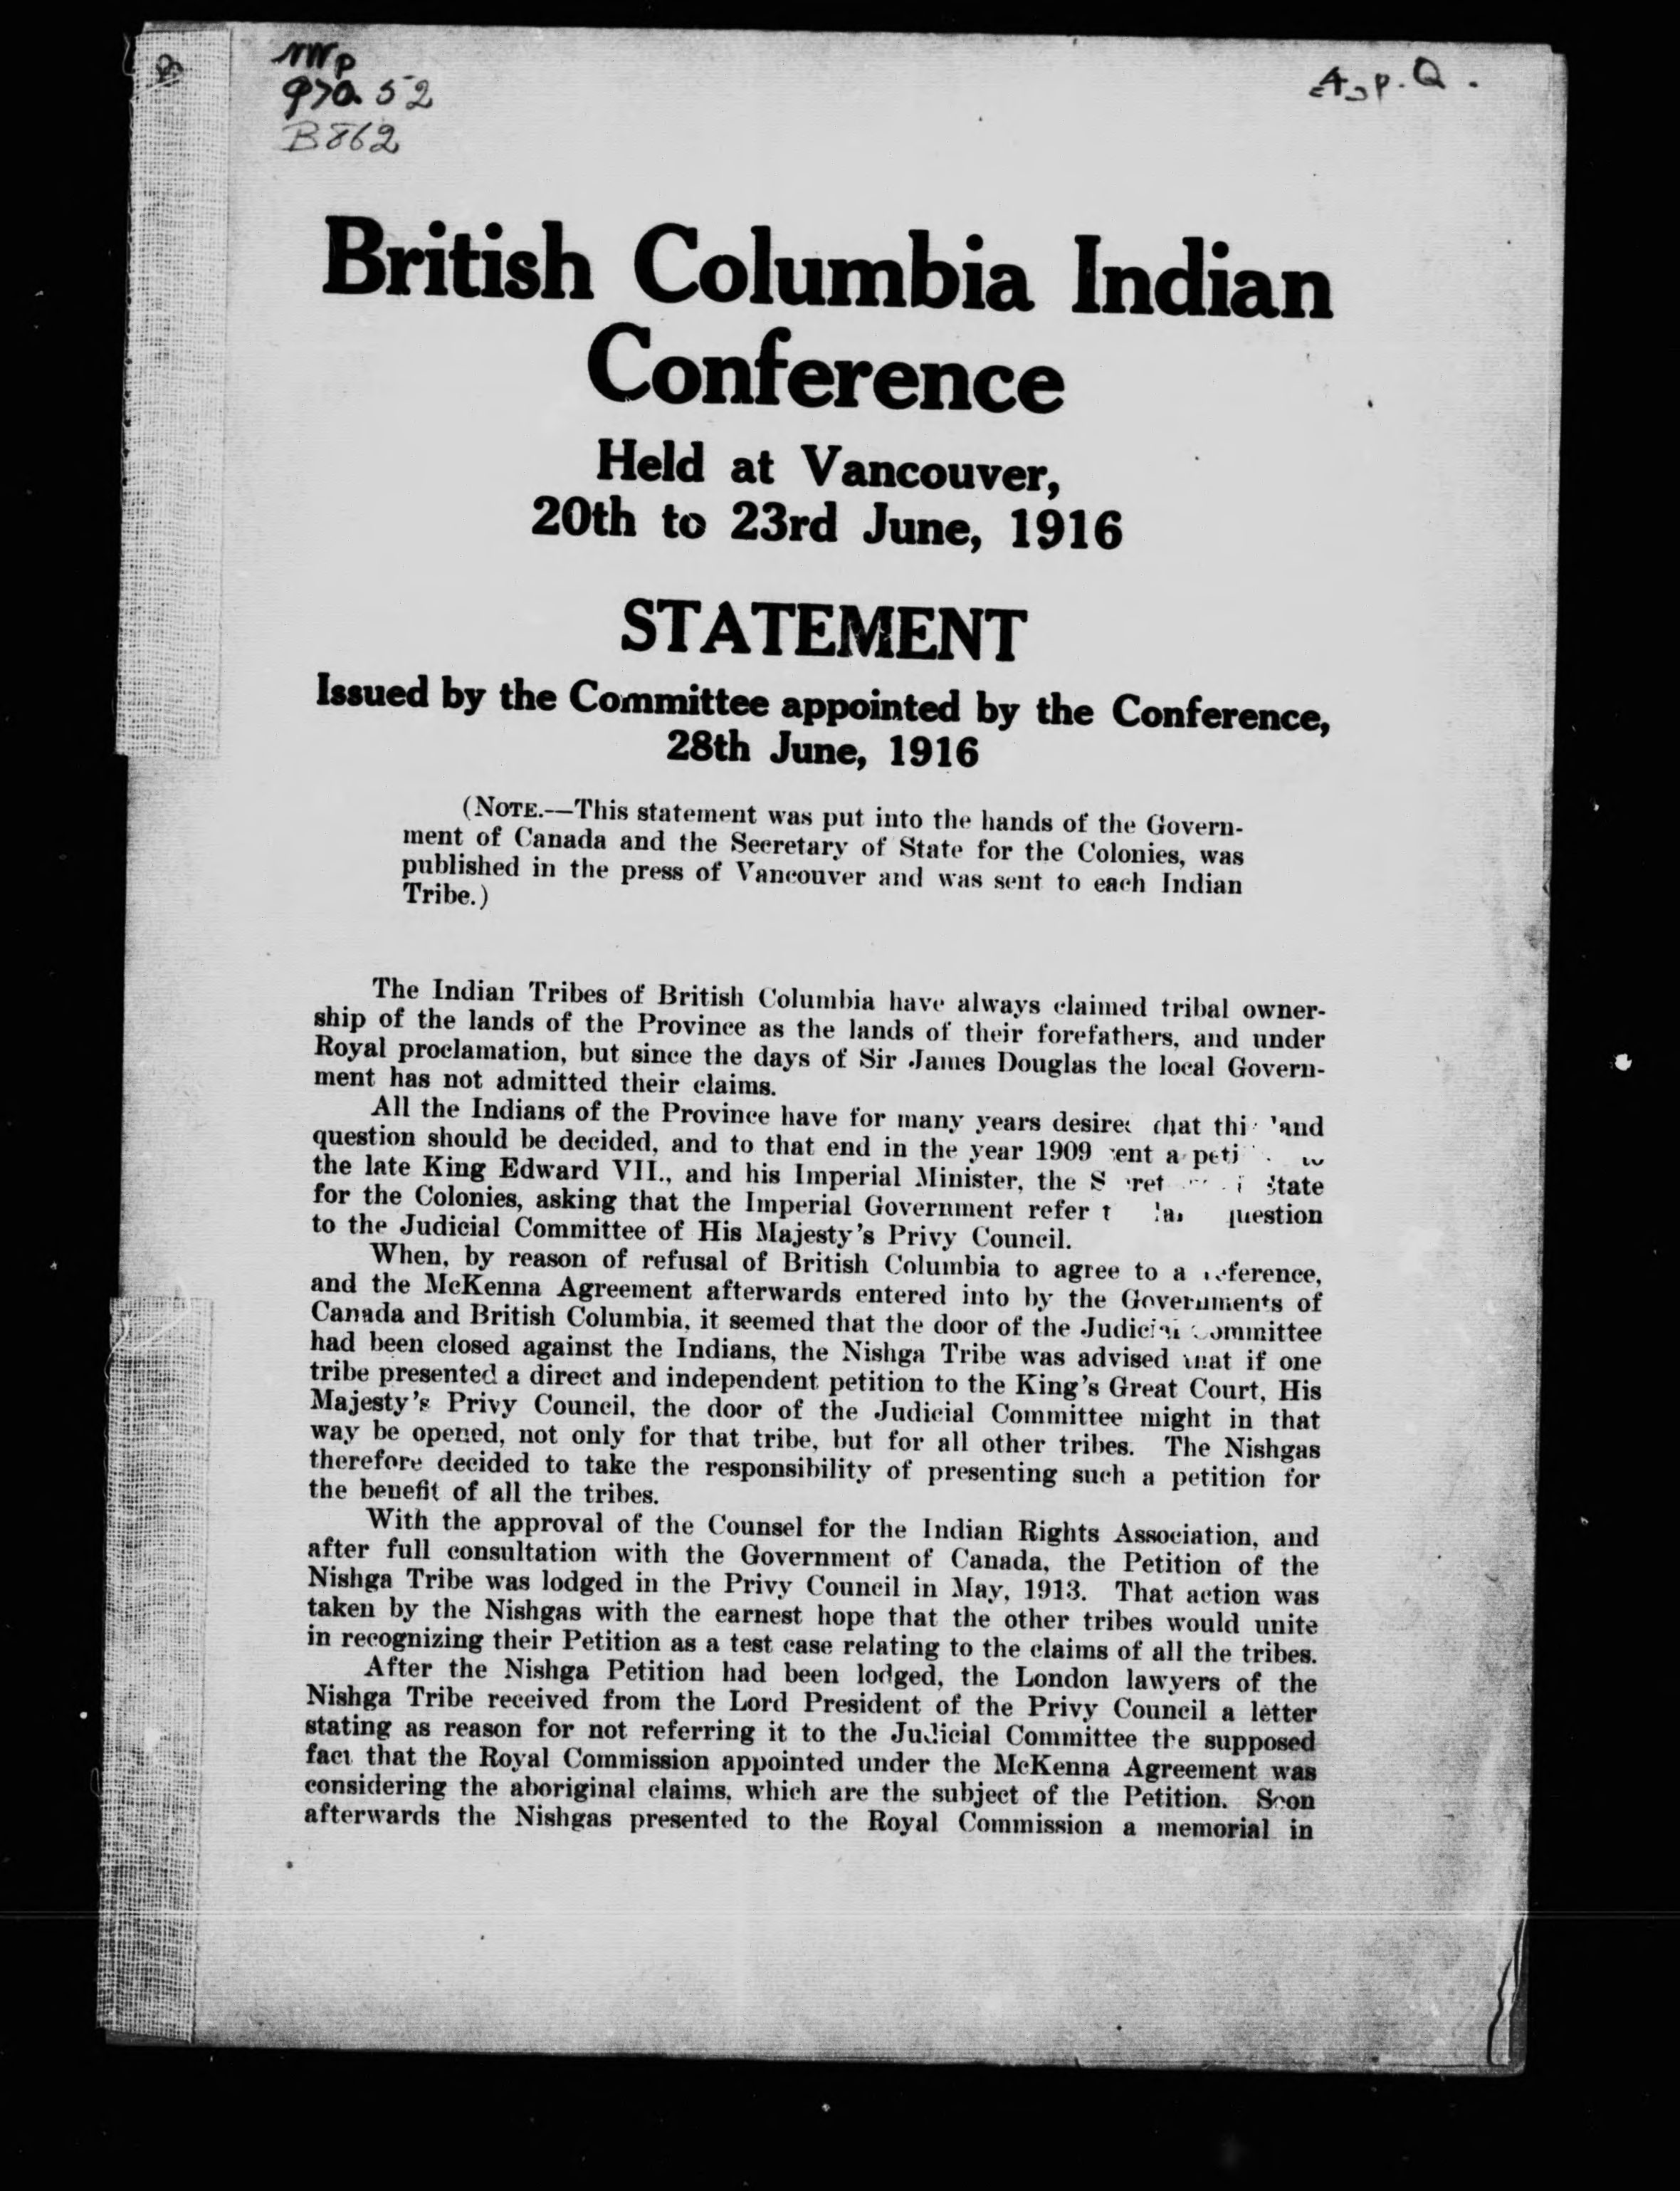 NWp
970.52
B862
British Columbia Indian
Conference
Held at Vancouver,
20th to 23rd June, 1916
STATEMENT
Issued by the Committee appointed by the Conference,
28th June, 1916
(NOTE.—This statement was put into the hands of the Govern-
ment of Canada and the Secretary of State for the Colonies, was
published in the press of Vancouver and was sent to each Indian
Tribe.)
The Indian Tribes of British Columbia have always claimed tribal owner-
ship of the lands of the Province as the lands of their forefathers, and under
Royal proclamation, but since the days of Sir James Douglas the local Govern-
ment has not admitted their claims.
All the Indians of the Province have for many years desired that this land
question should be decided, and to that end in the year 1909 sent a to
the late King Edward VII., and his Imperial Minister, the State
for the Colonies, asking that the Imperial Government refer question
to the Judicial Committee of His Majesty's Privy Council.
When, by reason of refusal of British Columbia to agree to a reference,
and the McKenna Agreement afterwards entered into by the Governments of
Canada and British Columbia, it seemed that the door of the Judicial Committee
had been closed against the Indians, the Nishga Tribe was advised that if one
tribe presented a direct and independent petition to the King's Great Court, His
Majesty's Privy Council, the door of the Judicial Committee might in that
way be opened, not only for that tribe, but for all other tribes. The Nishgas
therefore decided to take the responsibility of presenting such a petition for
the benefit of all the tribes.
With the approval of the Counsel for the Indian Rights Association, and
after full consultation with the Government of Canada, the Petition of the
Nishga Tribe was lodged in the Privy Council in May, 1913. That action was
taken by the Nishgas with the earnest hope that the other tribes would unite
in recognizing their Petition as a test case relating to the claims of all the tribes.
After the Nishga Petition had been lodged, the London lawyers of the
Nishga Tribe received from the Lord President of the Privy Council a letter
stating as reason for not referring it to the Judicial Committee the supposed
fact that the Royal Commission appointed under the McKenna Agreement was
considering the aboriginal claims, which are the subject of the Petition. Soon
afterwards the Nishgas presented to the Royal Commission a memorial in